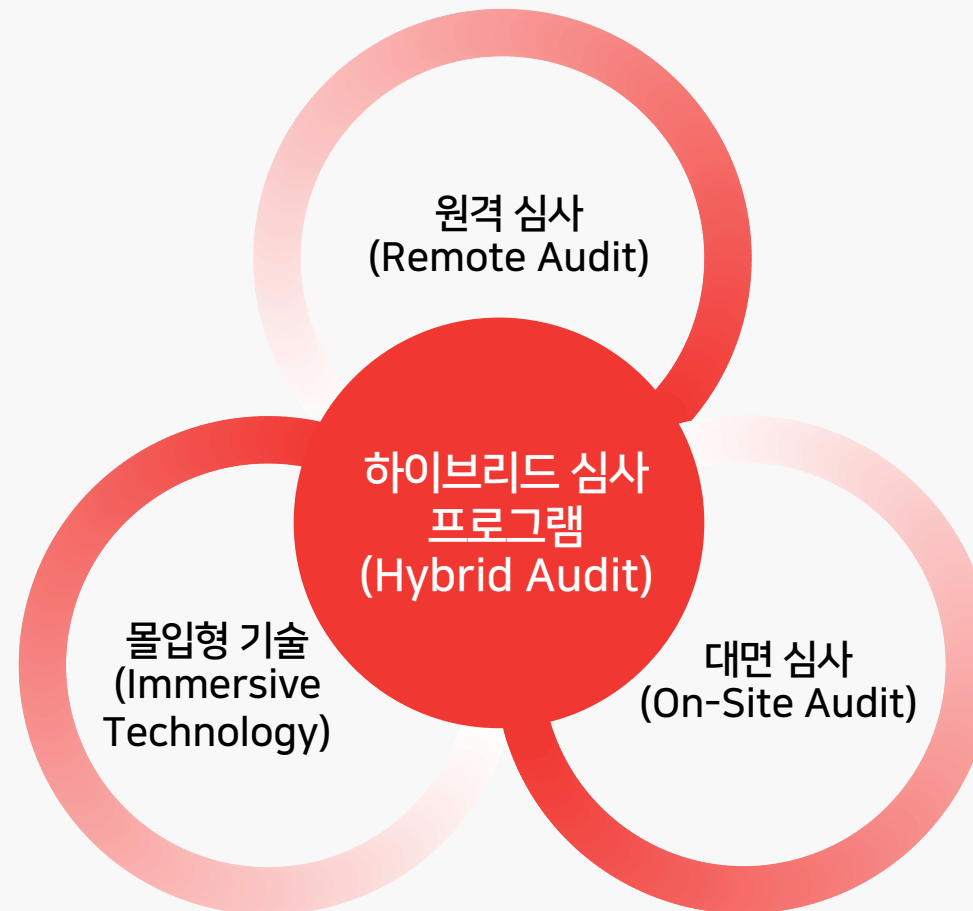 원격 심사
(Remote Audit)
하이브리드 심사
프로그램
(Hybrid Audit)
몰입형 기술
(Immersive
Technology)
대면 심사
(On-Site Audit)